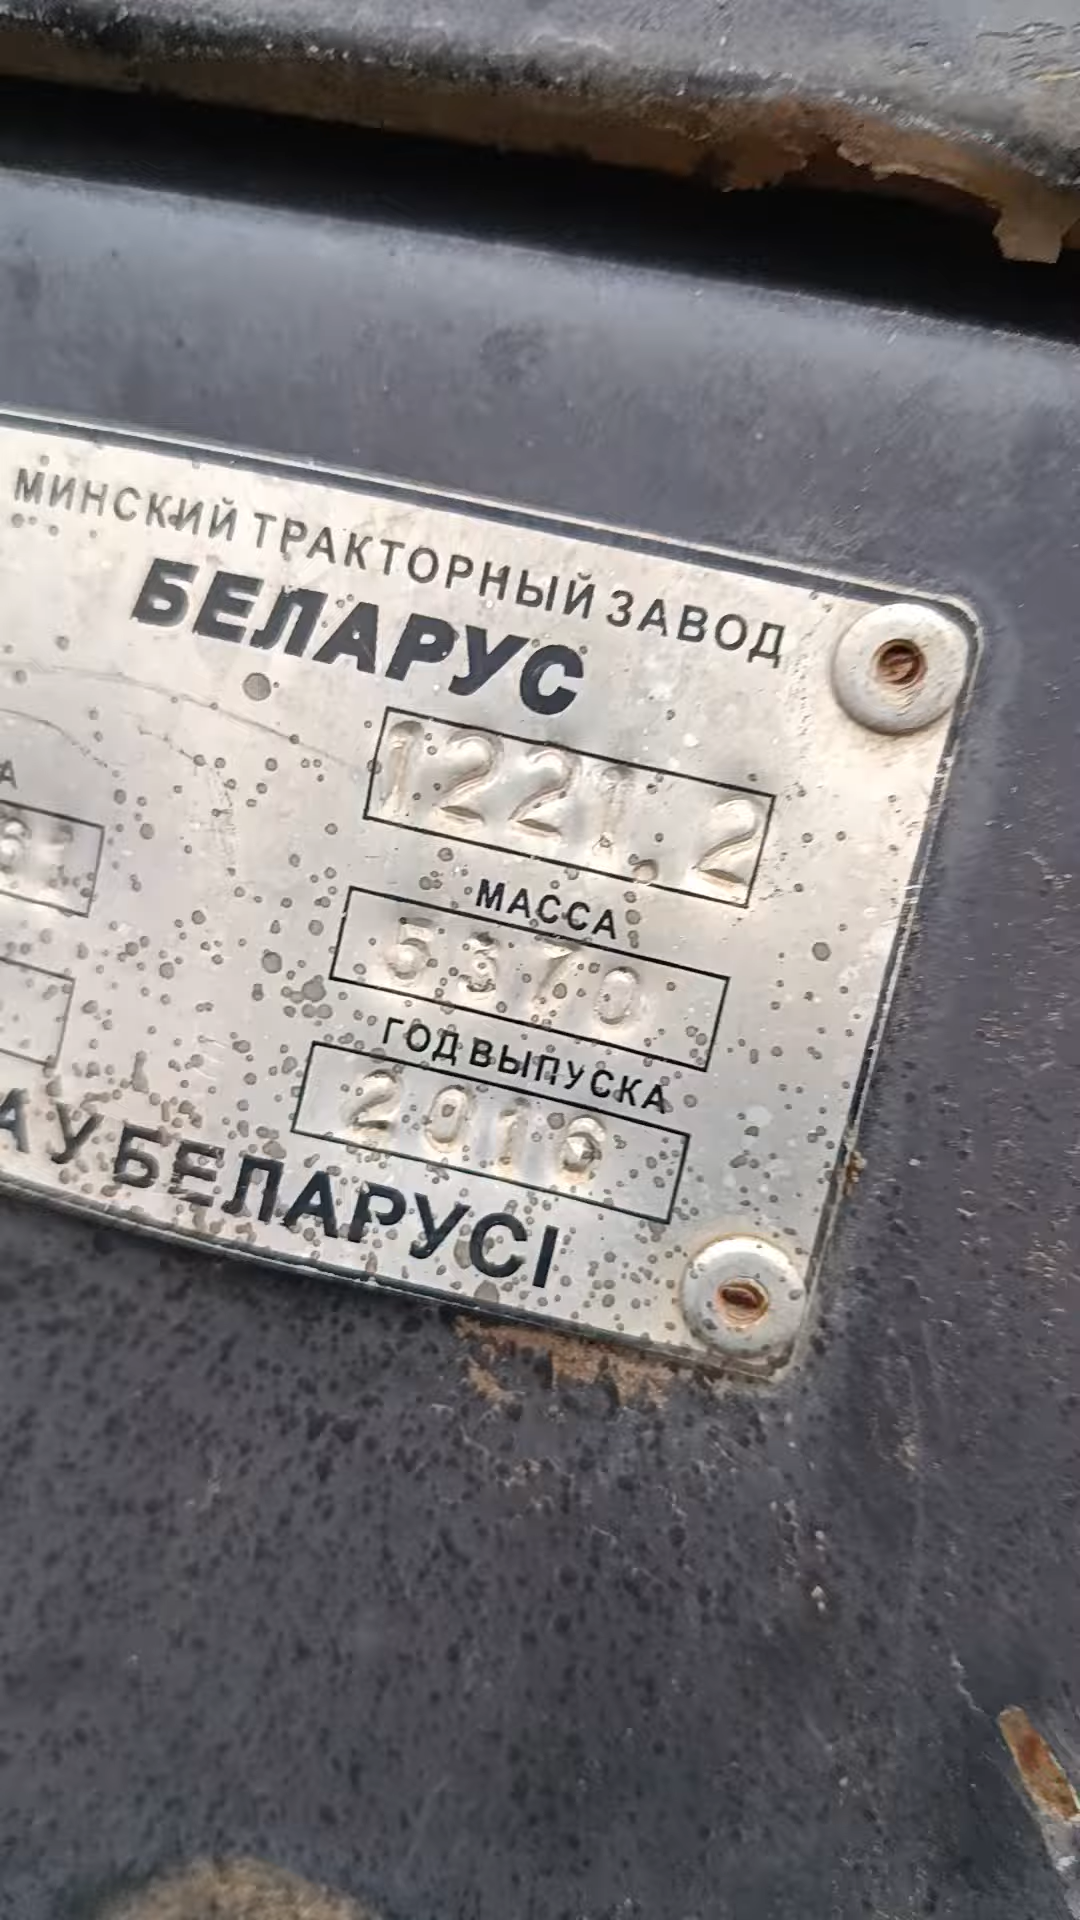 МИНСКИЙ ТРАКТОРНЫЙ ЗАВОД
БЕЛАРУС
1221.2
МАССА
5370
ГОД ВЫПУСКА
2016
БЕЛАРУСІ